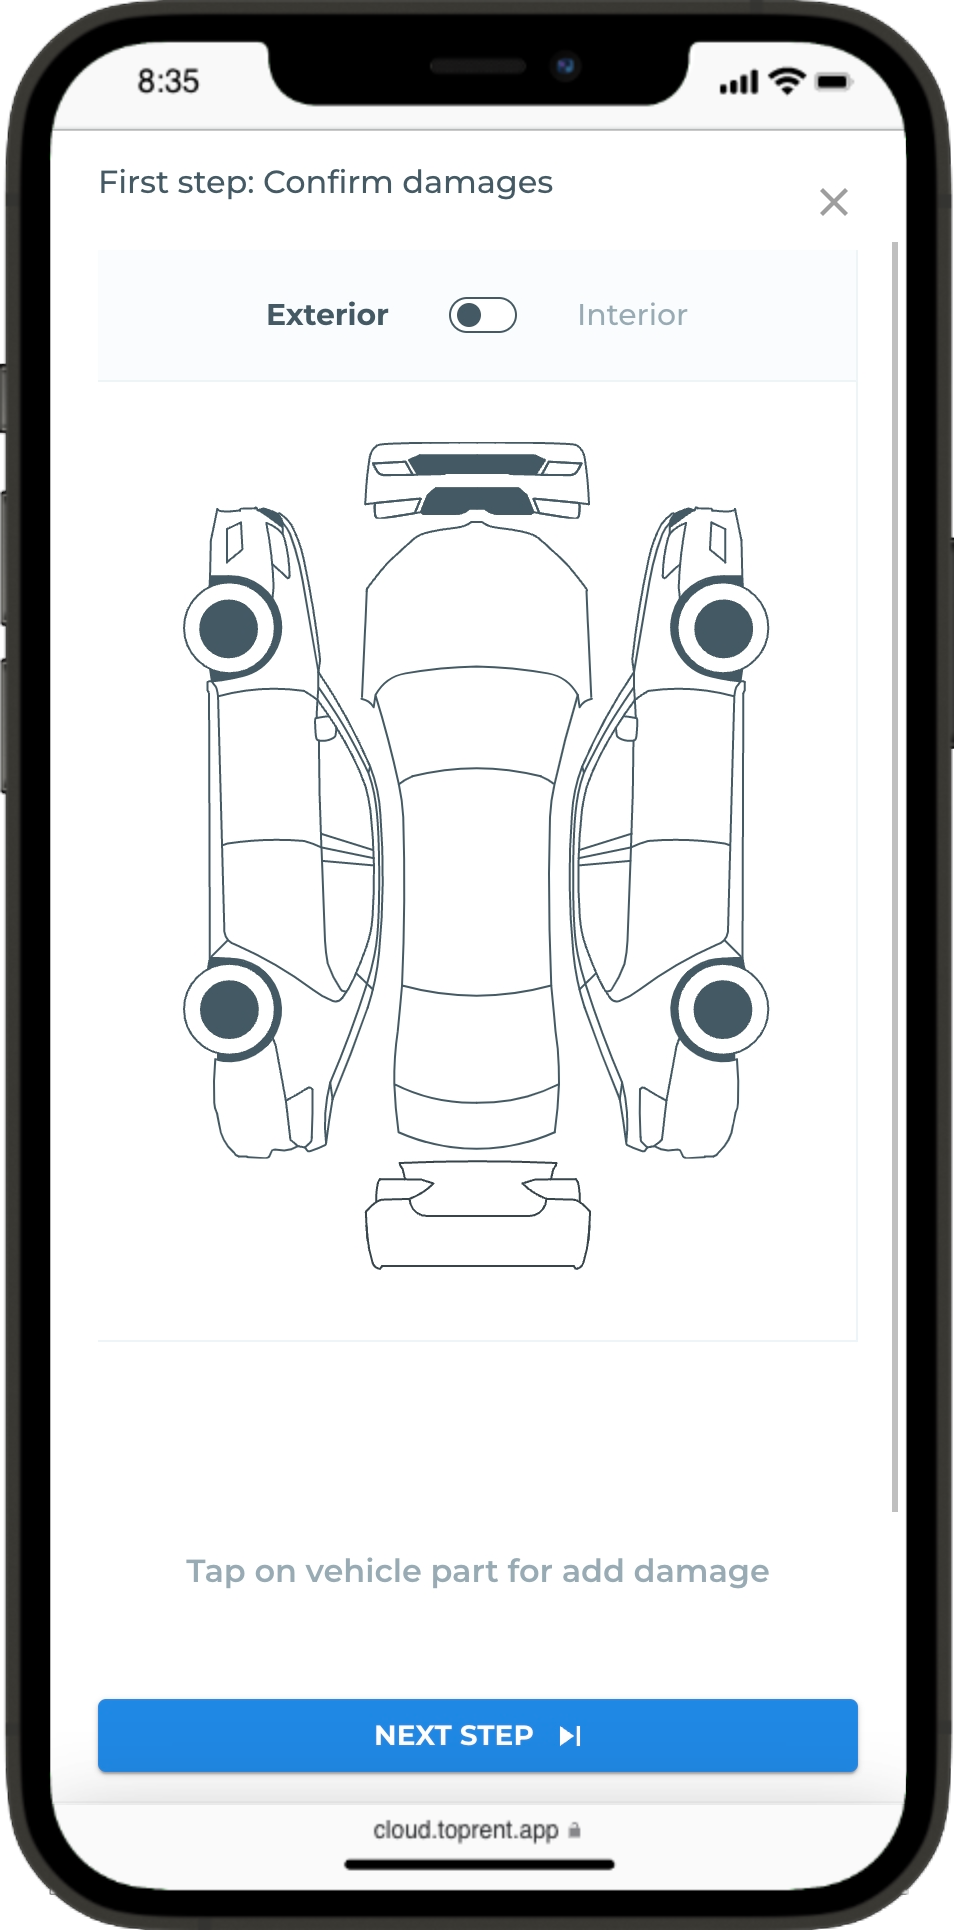 8:35
First step: Confirm damages
Exterior Interior
Tap on vehicle part for add damage
NEXT STEP
cloud.toprent.app